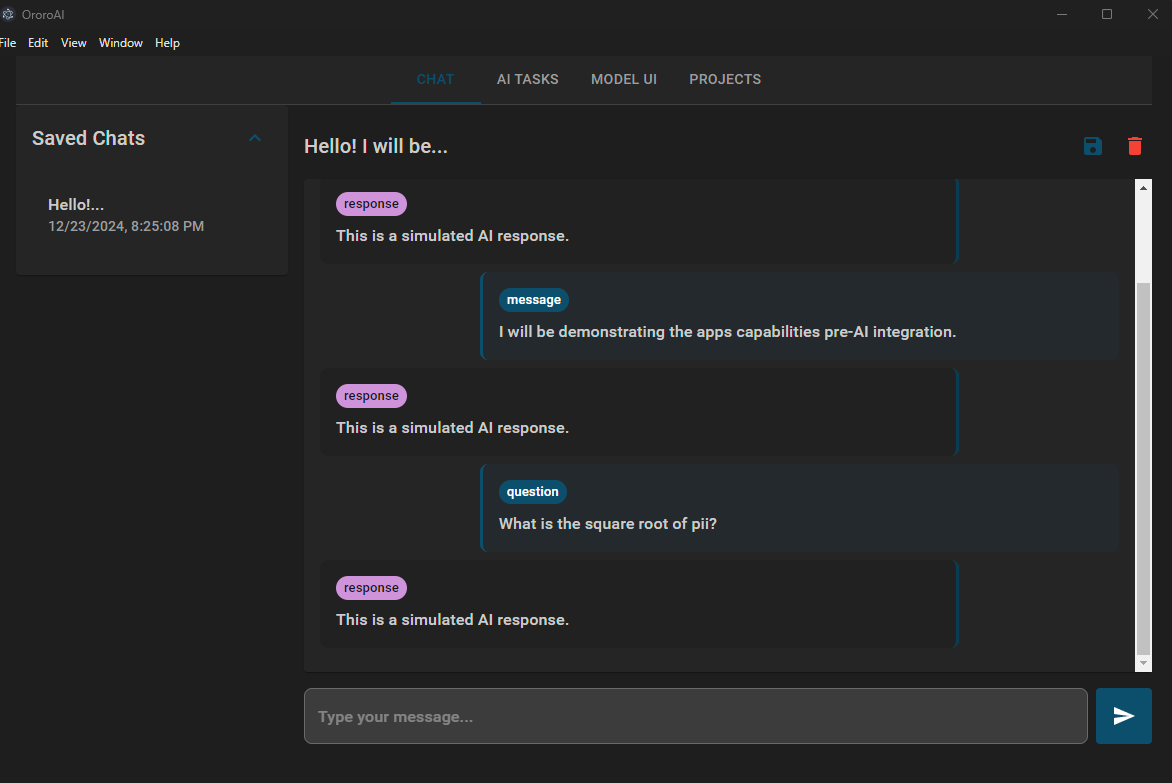 OroroAI
File Edit View Window Help
CHAT AI TASKS MODEL UI PROJECTS
Saved Chats
Hello!...
12/23/2024, 8:25:08 PM
Hello! I will be...
response
This is a simulated AI response.
message
I will be demonstrating the apps capabilities pre-AI integration.
response
This is a simulated AI response.
question
What is the square root of pii?
response
This is a simulated AI response.
Type your message...